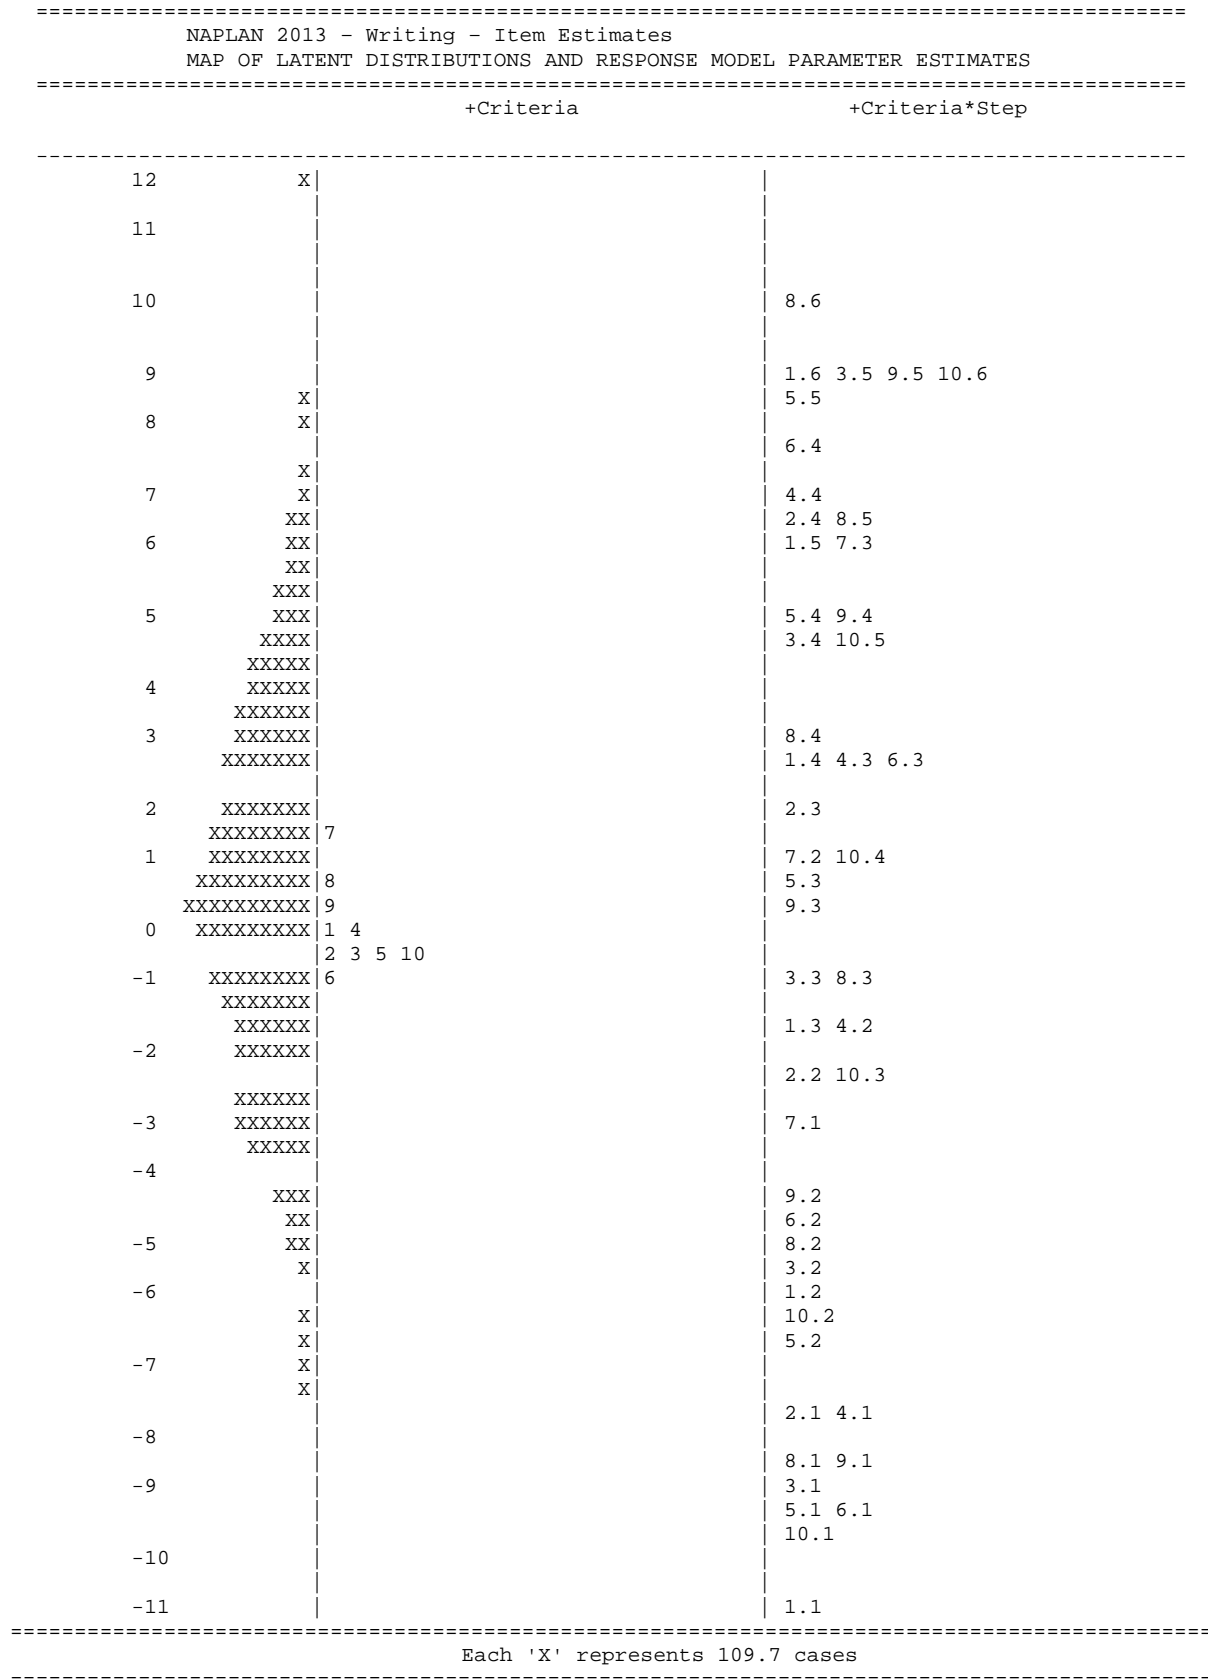 ==========================================================================================
NAPLAN 2013 – Writing – Item Estimates
MAP OF LATENT DISTRIBUTIONS AND RESPONSE MODEL PARAMETER ESTIMATES
==========================================================================================
+Criteria +Criteria*Step
------------------------------------------------------------------------------------------
12 X| |
| |
11 | |
| |
| |
10 | | 8.6
| |
| |
9 | | 1.6 3.5 9.5 10.6
X| | 5.5
8 X| |
| | 6.4
X| |
7 X| | 4.4
XX| | 2.4 8.5
6 XX| | 1.5 7.3
XX| |
XXX| |
5 XXX| | 5.4 9.4
XXXX| | 3.4 10.5
XXXXX| |
4 XXXXX| |
XXXXXX| |
3 XXXXXX| | 8.4
XXXXXXX| | 1.4 4.3 6.3
| |
2 XXXXXXX| | 2.3
XXXXXXXX|7 |
1 XXXXXXXX| | 7.2 10.4
XXXXXXXXX|8 | 5.3
XXXXXXXXXX|9 | 9.3
0 XXXXXXXXX|1 4 |
|2 3 5 10 |
-1 XXXXXXXX|6 | 3.3 8.3
XXXXXXX| |
XXXXXX| | 1.3 4.2
-2 XXXXXX| |
| | 2.2 10.3
XXXXXX| |
-3 XXXXXX| | 7.1
XXXXX| |
-4 | |
XXX| | 9.2
XX| | 6.2
-5 XX| | 8.2
X| | 3.2
-6 | | 1.2
X| | 10.2
X| | 5.2
-7 X| |
X| |
| | 2.1 4.1
-8 | |
| | 8.1 9.1
-9 | | 3.1
| | 5.1 6.1
| | 10.1
-10 | |
| |
-11 | | 1.1
==============================================================================================
Each 'X' represents 109.7 cases
----------------------------------------------------------------------------------------------